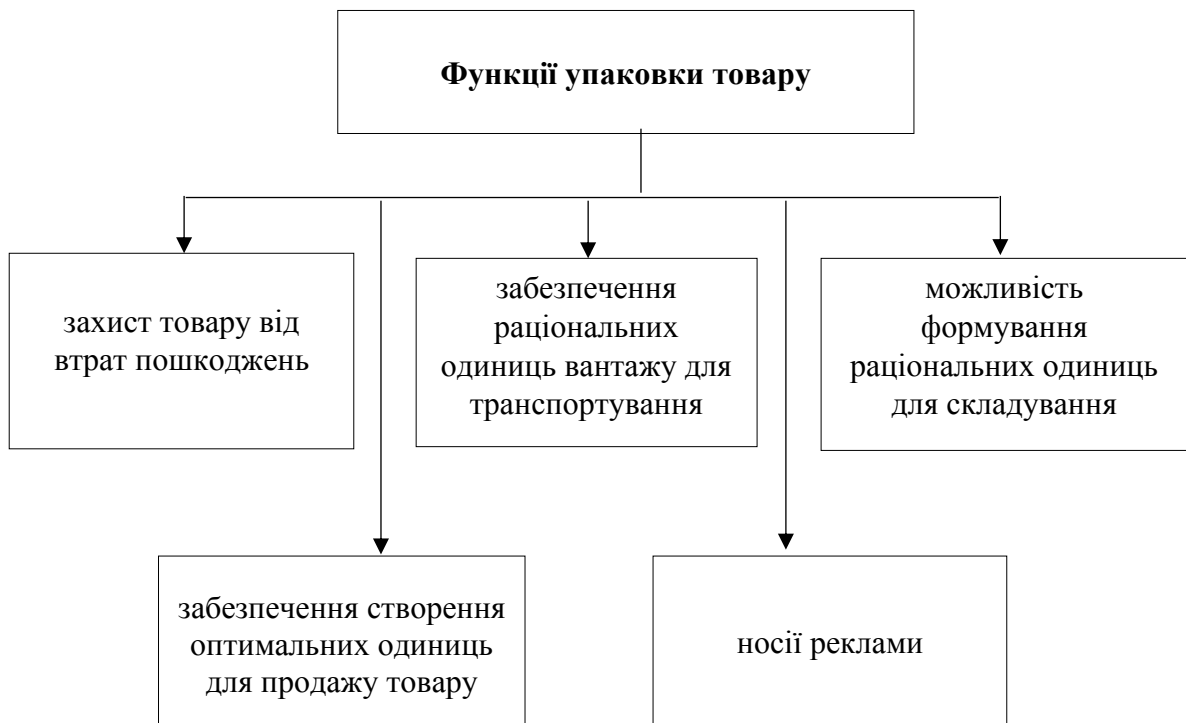 Функції упаковки товару
захист товару від
втрат пошкоджень
забезпечення
раціональних
одиниць вантажу для
транспортування
можливість
формування
раціональних одиниць
для складування
забезпечення створення
оптимальних одиниць
для продажу товару
носії реклами